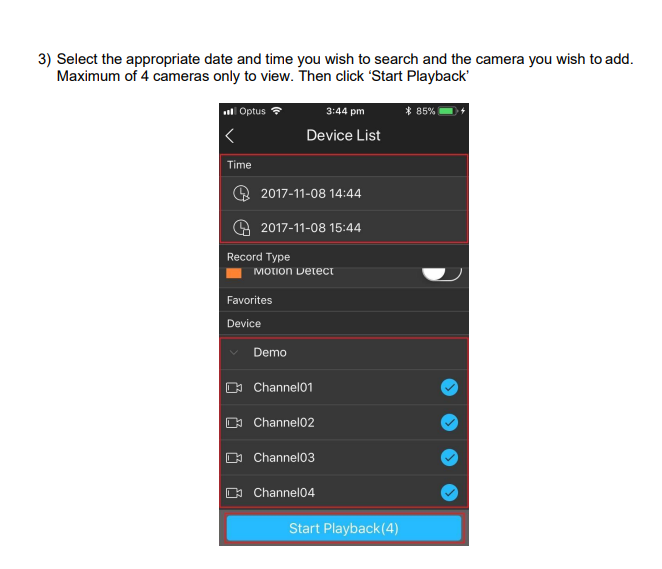 3) Select the appropriate date and time you wish to search and the camera you wish to add.
Maximum of 4 cameras only to view. Then click ‘Start Playback’
Optus 3:44 pm 85%
Device List
Time
2017-11-08 14:44
2017-11-08 15:44
Record Type
Motion Detect
Favorites
Device
Demo
Channel01
Channel02
Channel03
Channel04
Start Playback(4)